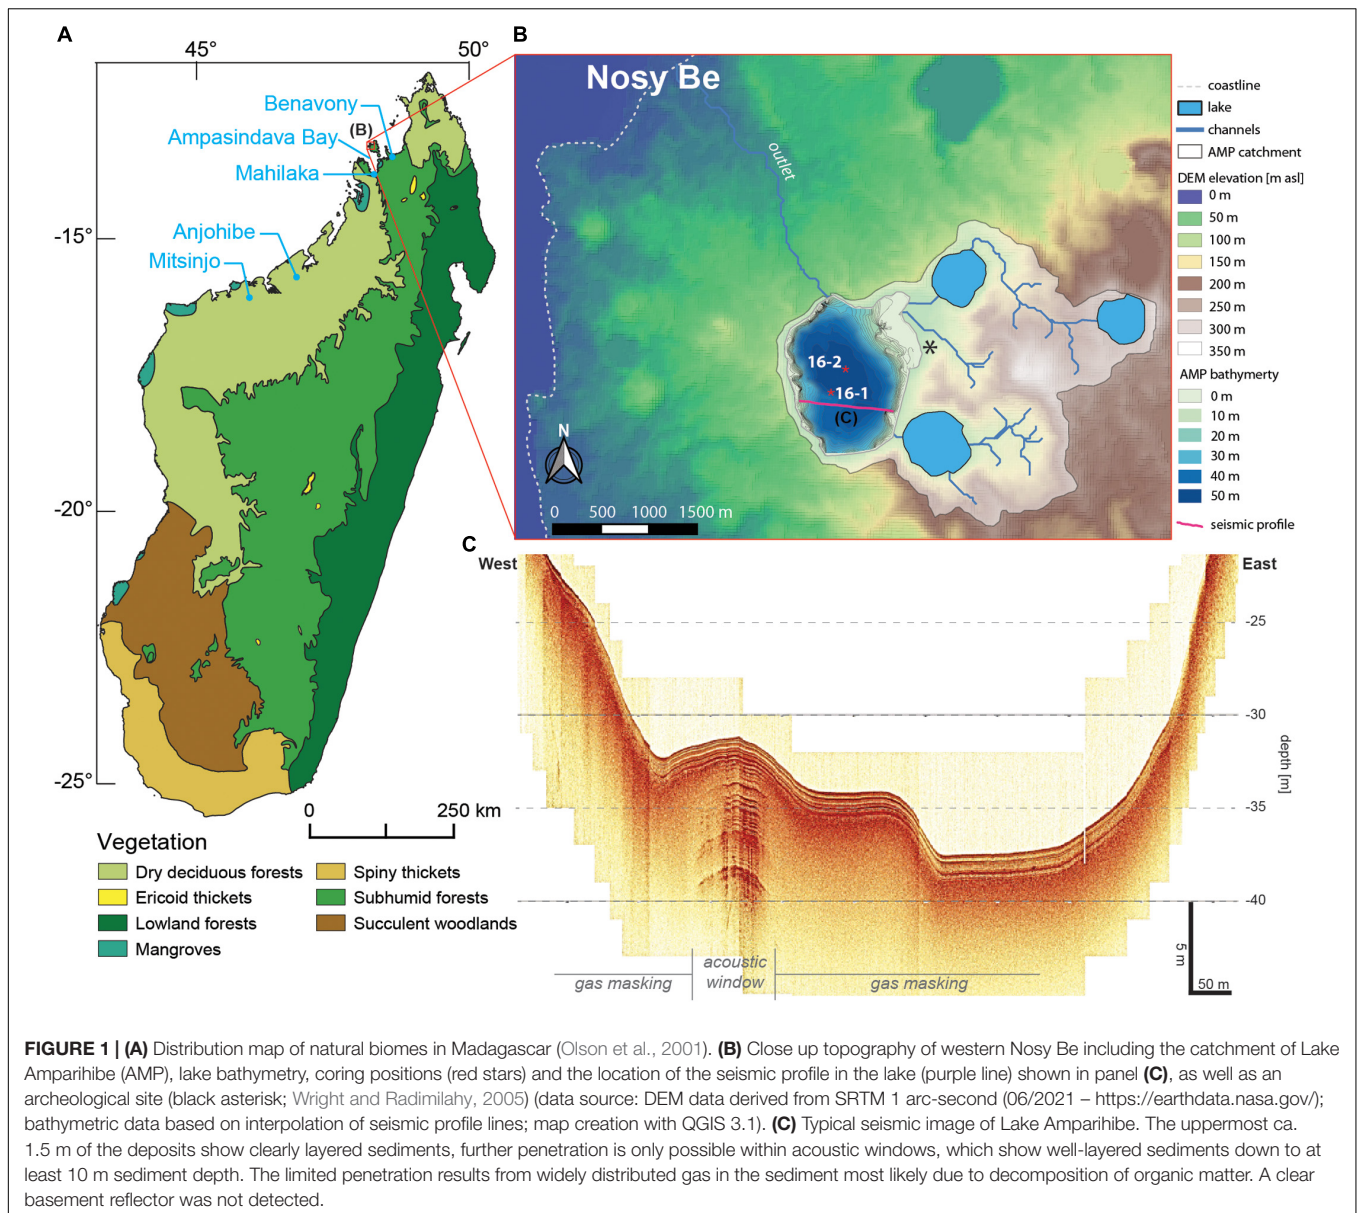 A
45°
50°
Benavony
(B)
Ampasindava Bay
Mahilaka
-15°
Anjohibe
Mitsinjo
-20°
-25°
0
250 km
Vegetation
Dry deciduous forests
Spiny thickets
Ericoid thickets
Subhumid forests
Lowland forests
Succulent woodlands
Mangroves
B
Nosy Be
outlet
16-2
*
16-1
(C)
N
0 500 1000 1500 m
coastline
lake
channels
AMP catchment
DEM elevation [m asl]
0 m
50 m
100 m
150 m
200 m
250 m
300 m
350 m
AMP bathymerty
0 m
10 m
20 m
30 m
40 m
50 m
seismic profile
C
West
East
-25
-30
depth [m]
-35
-40
5 m
50 m
gas masking
acoustic
window
gas masking
FIGURE 1 | (A) Distribution map of natural biomes in Madagascar (Olson et al., 2001). (B) Close up topography of western Nosy Be including the catchment of Lake
Amparihibe (AMP), lake bathymetry, coring positions (red stars) and the location of the seismic profile in the lake (purple line) shown in panel (C), as well as an
archeological site (black asterisk; Wright and Radimilahy, 2005) (data source: DEM data derived from SRTM 1 arc-second (06/2021 – https://earthdata.nasa.gov/);
bathymetric data based on interpolation of seismic profile lines; map creation with QGIS 3.1). (C) Typical seismic image of Lake Amparihibe. The uppermost ca.
1.5 m of the deposits show clearly layered sediments, further penetration is only possible within acoustic windows, which show well-layered sediments down to at
least 10 m sediment depth. The limited penetration results from widely distributed gas in the sediment most likely due to decomposition of organic matter. A clear
basement reflector was not detected.